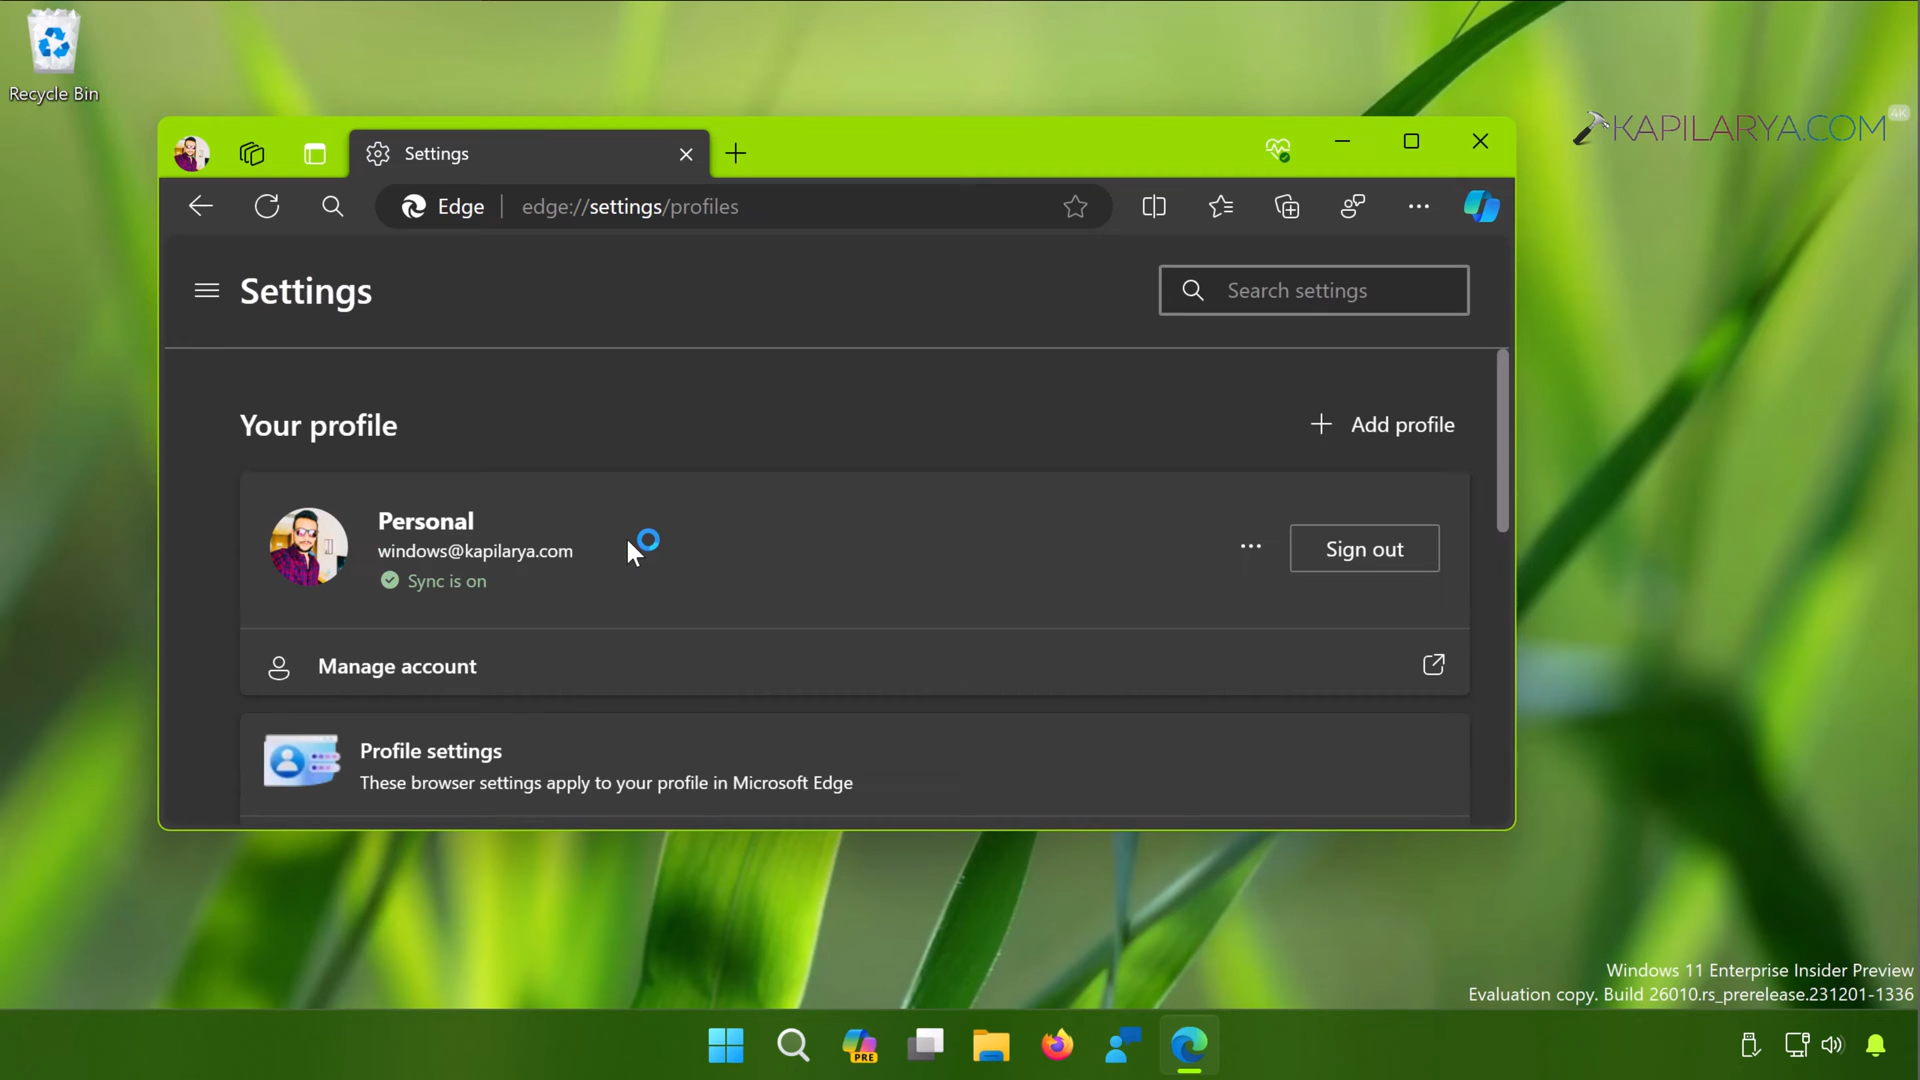 Recycle Bin
KAPILARYA.COM
4K
Settings
Edge
edge://settings/profiles
Settings
Search settings
Your profile
Add profile
Personal
windows@kapilarya.com
Sync is on
Sign out
Manage account
Profile settings
These browser settings apply to your profile in Microsoft Edge
Windows 11 Enterprise Insider Preview
Evaluation copy. Build 26010.rs_prerelease.231201-1336
PRE